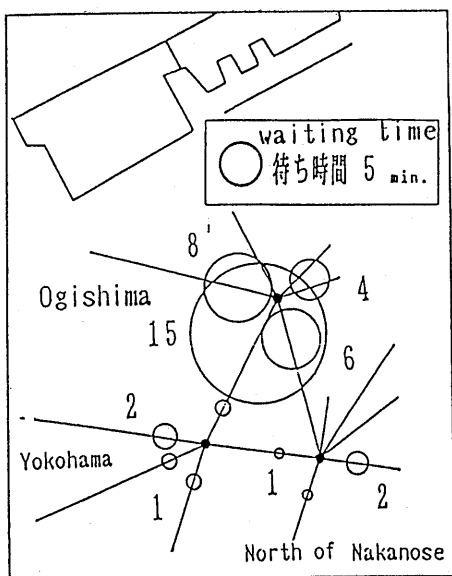 waiting time
待ち時間 5 min.
8'
Ogishima
4
15
6
2
Yokohama
1
1
2
North of Nakanose